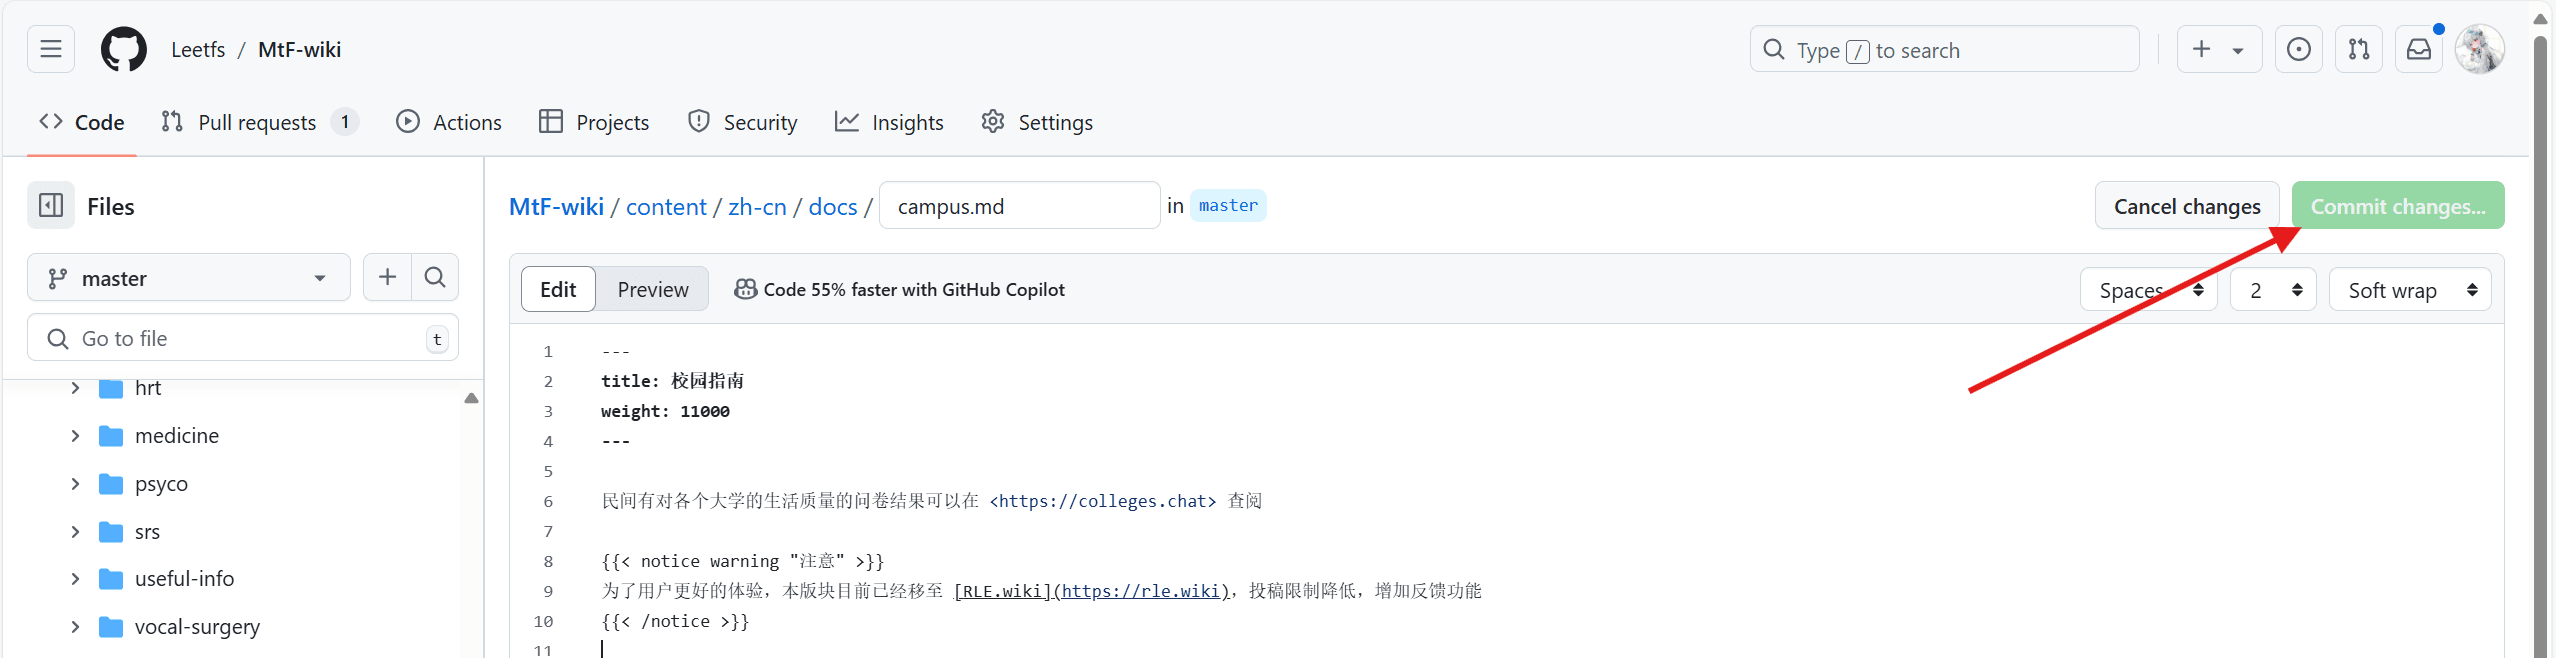 Leetfs / MtF-wiki
Type / to search
Code
Pull requests 1
Actions
Projects
Security
Insights
Settings
Files
master
Go to file
t
hrt
medicine
psyco
srs
useful-info
vocal-surgery
MtF-wiki / content / zh-cn / docs / campus.md in master
Cancel changes
Commit changes...
Edit
Preview
Code 55% faster with GitHub Copilot
Spaces
2
Soft wrap
1 ---
2 title: 校园指南
3 weight: 11000
4 ---
5
6 民间有对各个大学的生活质量的问卷结果可以在 <https://colleges.chat> 查阅
7
8 {{< notice warning "注意" >}}
9 为了用户更好的体验，本版块目前已经移至 [RLE.wiki](https://rle.wiki)，投稿限制降低，增加反馈功能
10 {{< /notice >}}
11